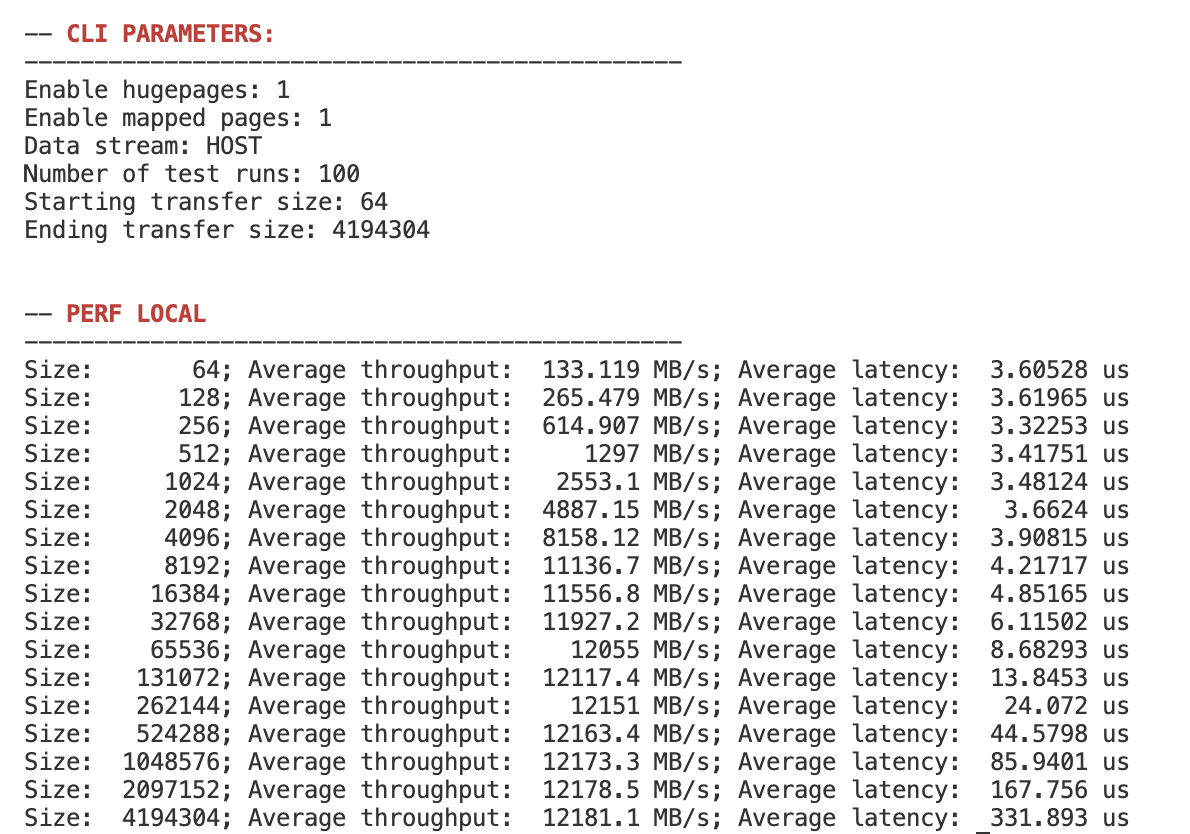 -- CLI PARAMETERS:
-----------------------------------------------
Enable hugepages: 1
Enable mapped pages: 1
Data stream: HOST
Number of test runs: 100
Starting transfer size: 64
Ending transfer size: 4194304
-- PERF LOCAL
-----------------------------------------------
Size:       64; Average throughput:  133.119 MB/s; Average latency:  3.60528 us
Size:      128; Average throughput:  265.479 MB/s; Average latency:  3.61965 us
Size:      256; Average throughput:  614.907 MB/s; Average latency:  3.32253 us
Size:      512; Average throughput:     1297 MB/s; Average latency:  3.41751 us
Size:     1024; Average throughput:   2553.1 MB/s; Average latency:  3.48124 us
Size:     2048; Average throughput:  4887.15 MB/s; Average latency:   3.6624 us
Size:     4096; Average throughput:  8158.12 MB/s; Average latency:  3.90815 us
Size:     8192; Average throughput:  11136.7 MB/s; Average latency:  4.21717 us
Size:    16384; Average throughput:  11556.8 MB/s; Average latency:  4.85165 us
Size:    32768; Average throughput:  11927.2 MB/s; Average latency:  6.11502 us
Size:    65536; Average throughput:    12055 MB/s; Average latency:  8.68293 us
Size:   131072; Average throughput:  12117.4 MB/s; Average latency:  13.8453 us
Size:   262144; Average throughput:    12151 MB/s; Average latency:   24.072 us
Size:   524288; Average throughput:  12163.4 MB/s; Average latency:  44.5798 us
Size:  1048576; Average throughput:  12173.3 MB/s; Average latency:  85.9401 us
Size:  2097152; Average throughput:  12178.5 MB/s; Average latency:  167.756 us
Size:  4194304; Average throughput:  12181.1 MB/s; Average latency:  331.893 us